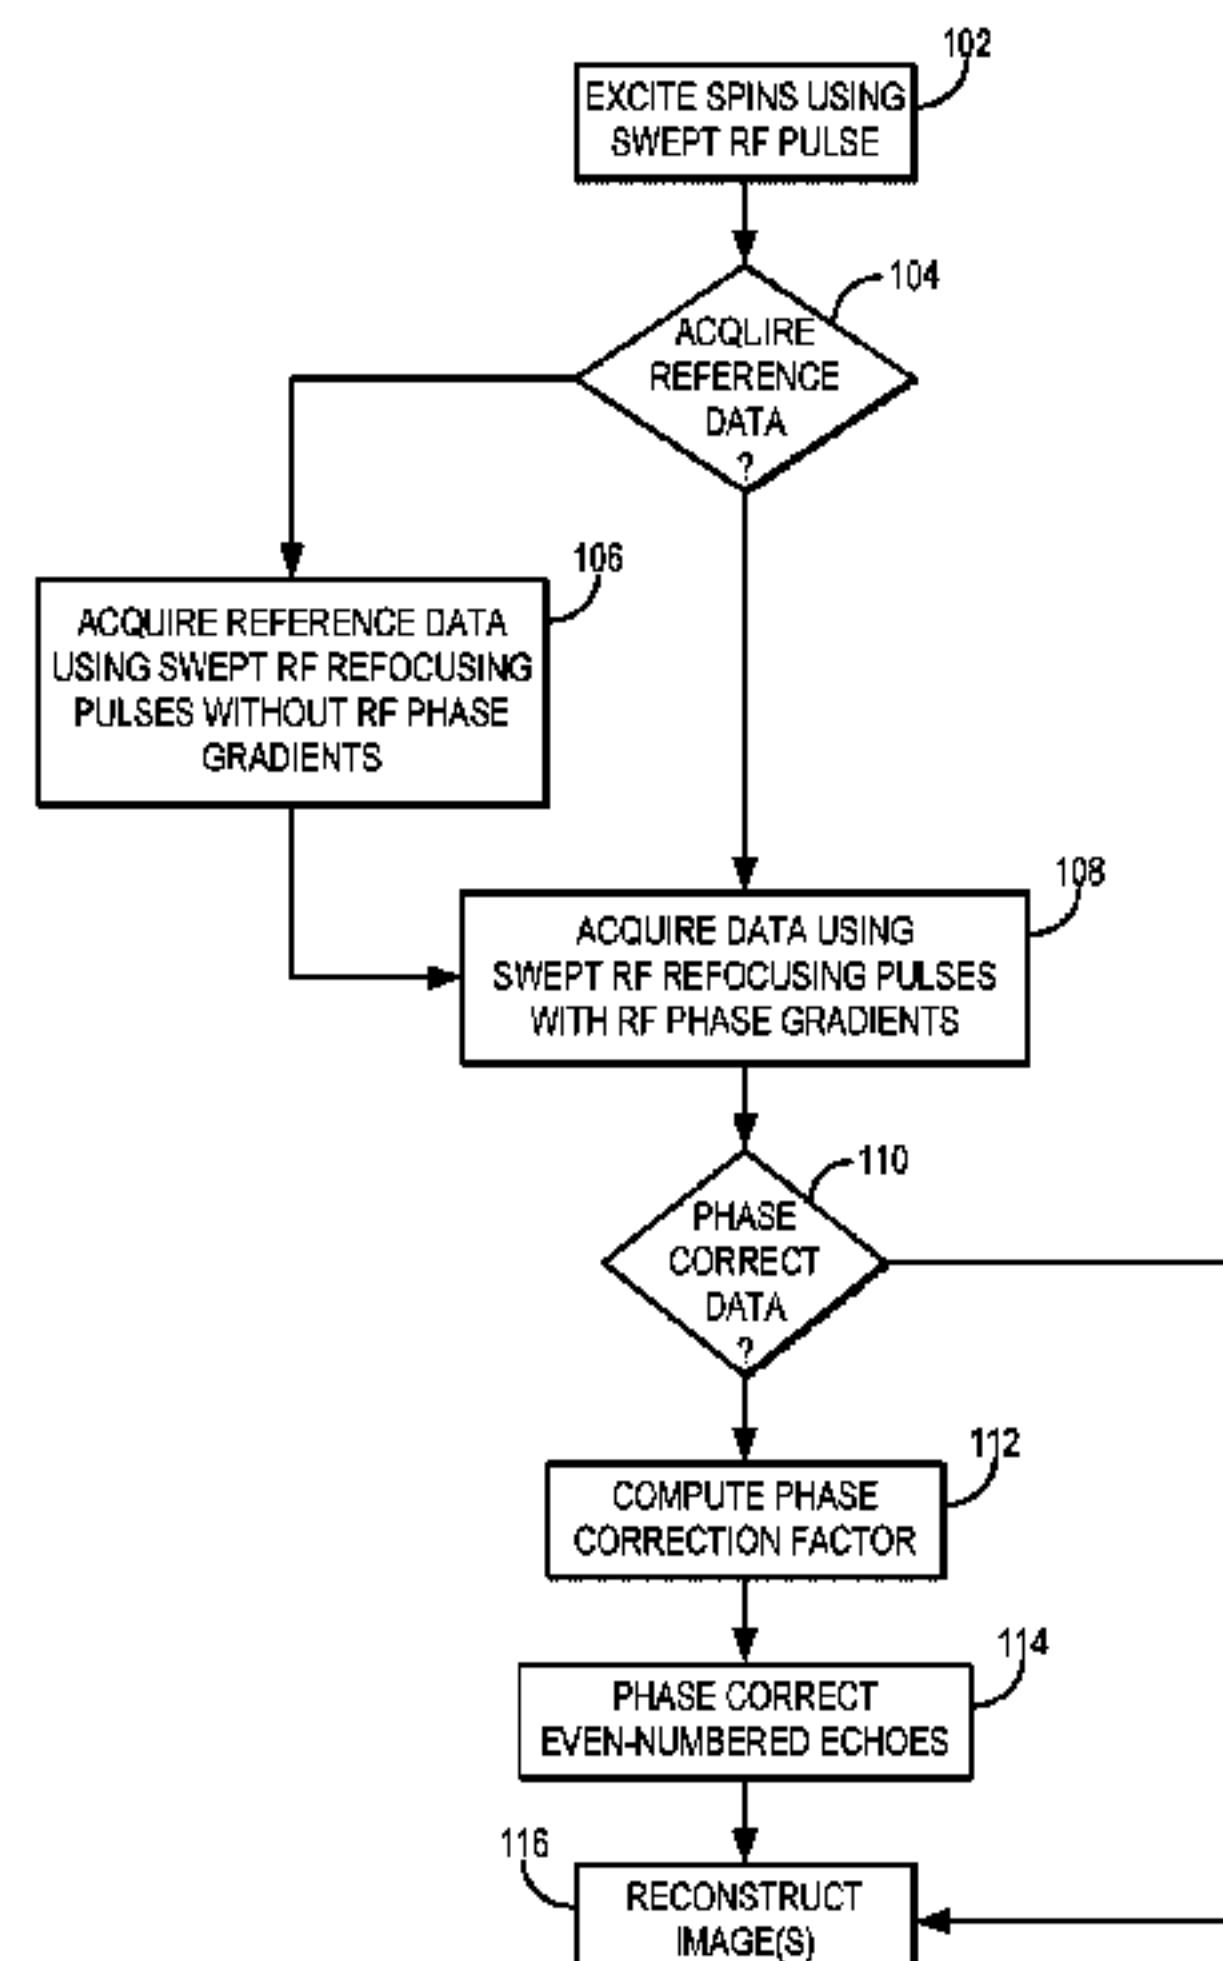 102
EXCITE SPINS USING
SWEPT RF PULSE
104
ACQLIRE
REFERENCE
DATA
?
106
ACQUIRE REFERENCE DATA
USING SWEPT RF REFOCUSING
PULSES WITHOUT RF PHASE
GRADIENTS
108
ACQUIRE DATA USING
SWEPT RF REFOCUSING PULSES
WITH RF PHASE GRADIENTS
110
PHASE
CORRECT
DATA
?
112
COMPUTE PHASE
CORRECTION FACTOR
114
PHASE CORRECT
EVEN-NUMBERED ECHOES
116
RECONSTRUCT
IMAGE(S)